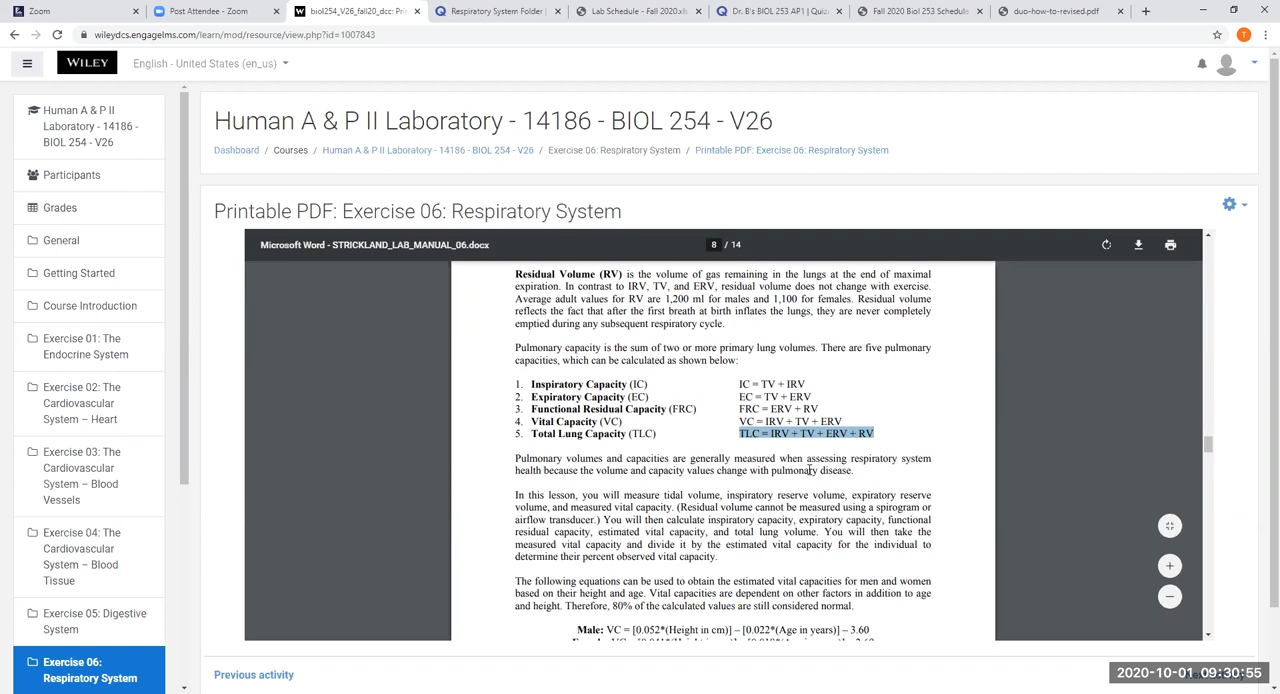 Zoom
Post Attendee - Zoom
biol254_V26_fall20_dcc: Pri
Respiratory System Folder |
Lab Schedule - Fall 2020.xls
Dr. B's BIOL 253 AP1 | Quiz
Fall 2020 Biol 253 Schedule
duo-how-to-revised.pdf
wileydcs.engagelms.com/learn/mod/resource/view.php?id=1007843
T
WILEY
English - United States (en_us)
Human A & P II
Laboratory - 14186 -
BIOL 254 - V26
Participants
Grades
General
Getting Started
Course Introduction
Exercise 01: The
Endocrine System
Exercise 02: The
Cardiovascular
System – Heart
Exercise 03: The
Cardiovascular
System – Blood
Vessels
Exercise 04: The
Cardiovascular
System – Blood
Tissue
Exercise 05: Digestive
System
Exercise 06:
Respiratory System
Human A & P II Laboratory - 14186 - BIOL 254 - V26
Dashboard / Courses / Human A & P II Laboratory - 14186 - BIOL 254 - V26 / Exercise 06: Respiratory System / Printable PDF: Exercise 06: Respiratory System
Printable PDF: Exercise 06: Respiratory System
Microsoft Word - STRICKLAND_LAB_MANUAL_06.docx
8 / 14
Residual Volume (RV) is the volume of gas remaining in the lungs at the end of maximal
expiration. In contrast to IRV, TV, and ERV, residual volume does not change with exercise.
Average adult values for RV are 1,200 ml for males and 1,100 for females. Residual volume
reflects the fact that after the first breath at birth inflates the lungs, they are never completely
emptied during any subsequent respiratory cycle.
Pulmonary capacity is the sum of two or more primary lung volumes. There are five pulmonary
capacities, which can be calculated as shown below:
1. Inspiratory Capacity (IC) IC = TV + IRV
2. Expiratory Capacity (EC) EC = TV + ERV
3. Functional Residual Capacity (FRC) FRC = ERV + RV
4. Vital Capacity (VC) VC = IRV + TV + ERV
5. Total Lung Capacity (TLC) TLC = IRV + TV + ERV + RV
Pulmonary volumes and capacities are generally measured when assessing respiratory system
health because the volume and capacity values change with pulmonary disease.
In this lesson, you will measure tidal volume, inspiratory reserve volume, expiratory reserve
volume, and measured vital capacity. (Residual volume cannot be measured using a spirogram or
airflow transducer.) You will then calculate inspiratory capacity, expiratory capacity, functional
residual capacity, estimated vital capacity, and total lung volume. You will then take the
measured vital capacity and divide it by the estimated vital capacity for the individual to
determine their percent observed vital capacity.
The following equations can be used to obtain the estimated vital capacities for men and women
based on their height and age. Vital capacities are dependent on other factors in addition to age
and height. Therefore, 80% of the calculated values are still considered normal.
Male: VC = [0.052*(Height in cm)] – [0.022*(Age in years)] – 3.60
Previous activity
2020-10-01 09:30:55